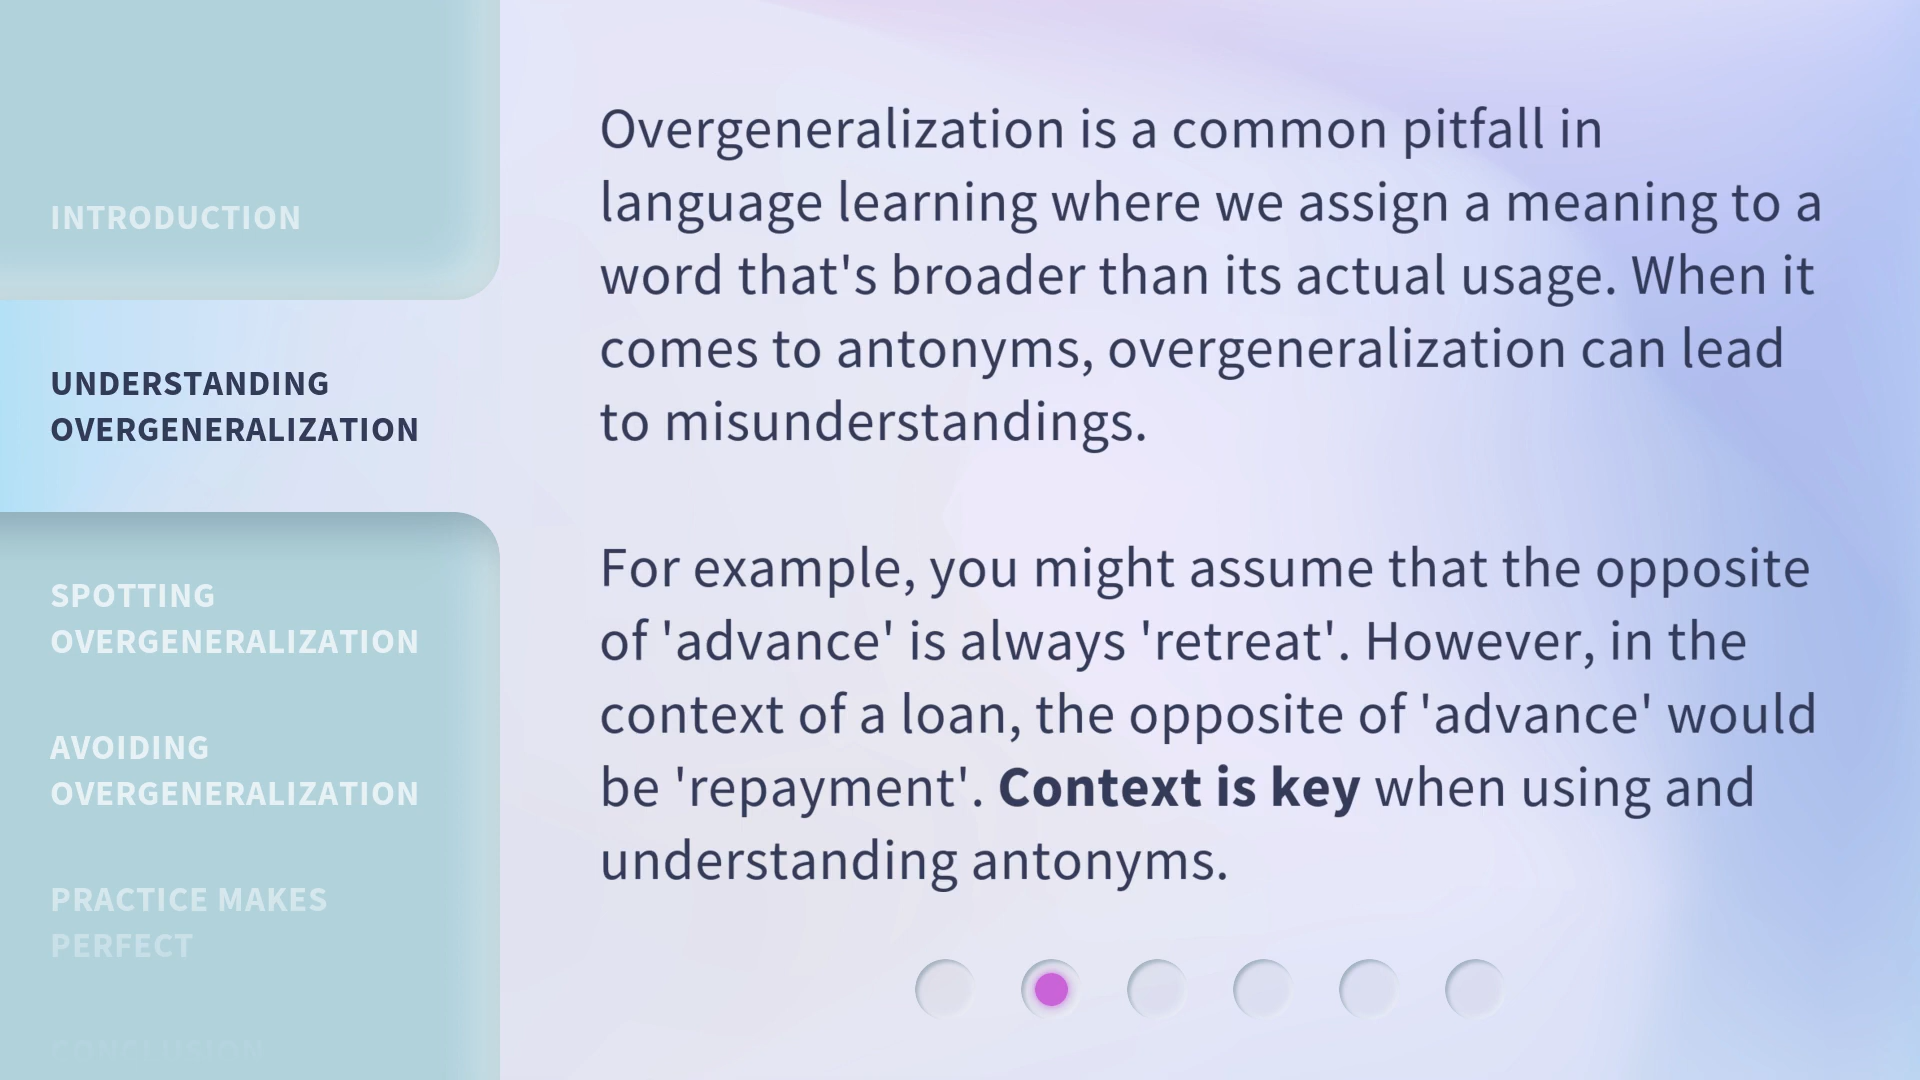 INTRODUCTION
UNDERSTANDING
OVERGENERALIZATION
SPOTTING
OVERGENERALIZATION
AVOIDING
OVERGENERALIZATION
PRACTICE MAKES
PERFECT
CONCLUSION
Overgeneralization is a common pitfall in
language learning where we assign a meaning to a
word that's broader than its actual usage. When it
comes to antonyms, overgeneralization can lead
to misunderstandings.
For example, you might assume that the opposite
of 'advance' is always 'retreat'. However, in the
context of a loan, the opposite of 'advance' would
be 'repayment'. Context is key when using and
understanding antonyms.